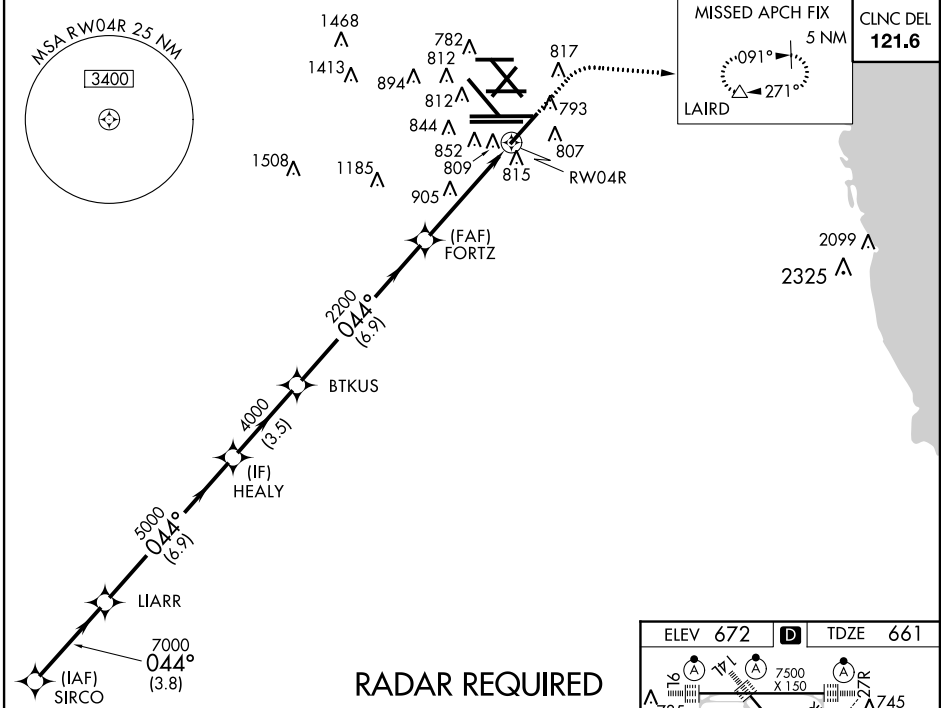 MSA RW04R 25 NM
3400
1468
1413
894
782
812
812
817
793
844
852
809
807
815
RW04R
1508
1185
905
MISSED APCH FIX
5 NM
091°
271°
LAIRD
CLNC DEL
121.6
2099
2325
(FAF)
FORTZ
2200
044°
(6.9)
BTKUS
4000
(3.5)
(IF)
HEALY
5000
044°
(6.9)
LIARR
7000
044°
(3.8)
(IAF)
SIRCO
RADAR REQUIRED
ELEV 672
D
TDZE 661
A
A
A
9L
14L
7500
X 150
27R
745